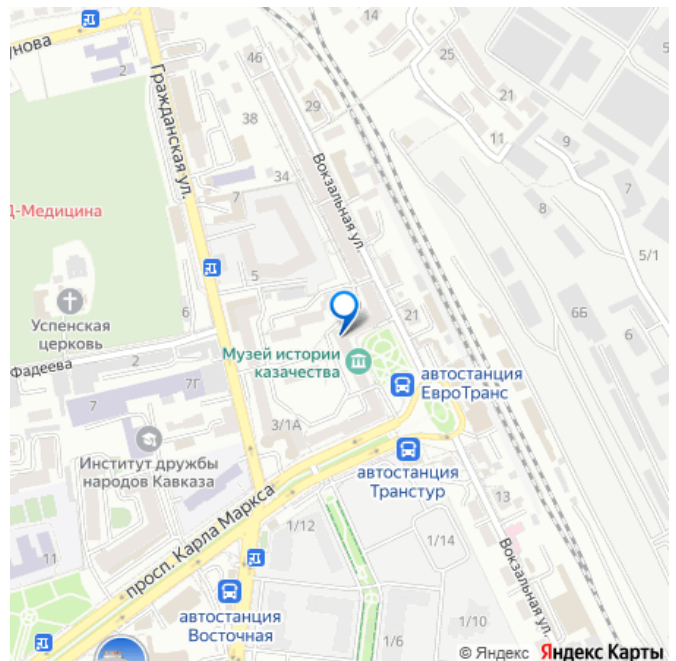 14
унова
2
46
25
5
21
29
38
11
9
Гражданская ул.
Вокзальная ул.
34
7
7
8
Д-Медицина
5/1
5
6
21
6Б
6
Успенская
церковь
Музей истории
казачества
Фадеева
автостанция
ЕвроТранс
7Г
7
3/1А
Институт дружбы
народов Кавказа
автостанция
Транстур
просп. Карла Маркса
13
1/12
1/14
11
Вокзальная ул.
автостанция
Восточная
1/10
1/6
© Яндекс Яндекс Карты